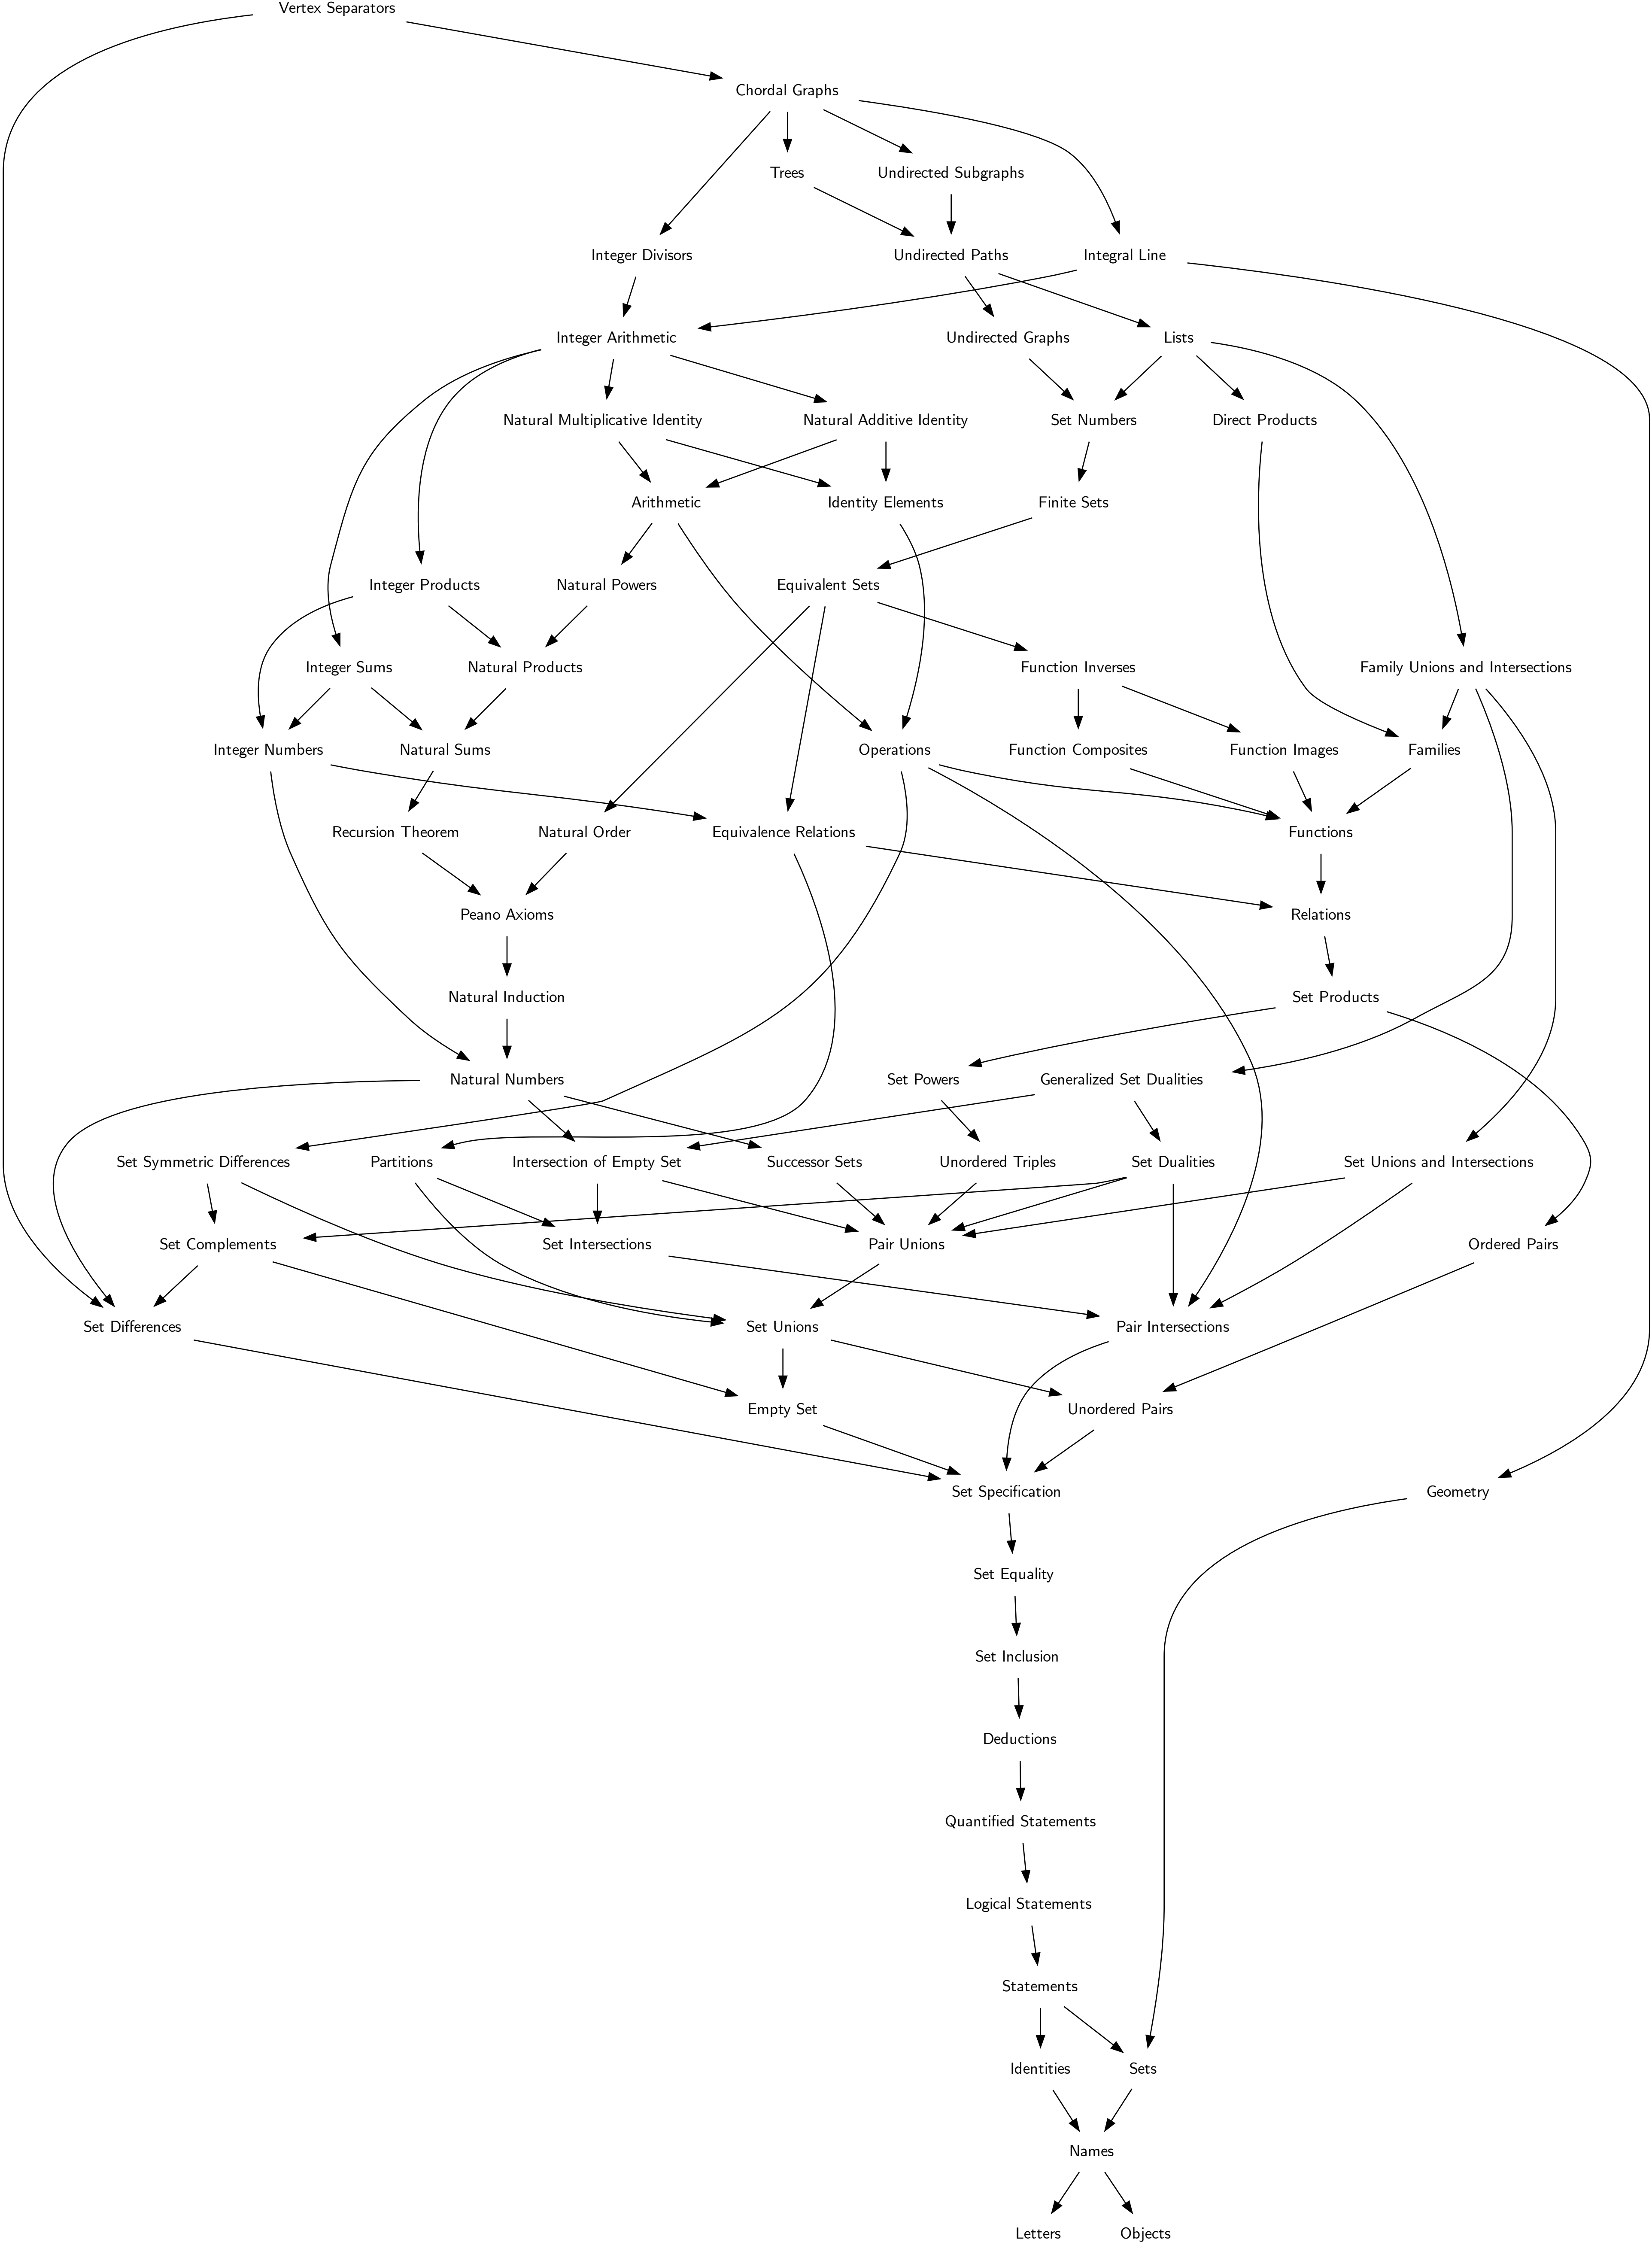 Vertex Separators
Chordal Graphs
Trees
Undirected Subgraphs
Integer Divisors
Undirected Paths
Integral Line
Integer Arithmetic
Undirected Graphs
Lists
Natural Multiplicative Identity
Natural Additive Identity
Set Numbers
Direct Products
Arithmetic
Identity Elements
Finite Sets
Integer Products
Natural Powers
Equivalent Sets
Integer Sums
Natural Products
Function Inverses
Family Unions and Intersections
Integer Numbers
Natural Sums
Operations
Function Composites
Function Images
Families
Recursion Theorem
Natural Order
Equivalence Relations
Functions
Peano Axioms
Relations
Natural Induction
Set Products
Natural Numbers
Set Powers
Generalized Set Dualities
Set Symmetric Differences
Partitions
Intersection of Empty Set
Successor Sets
Unordered Triples
Set Dualities
Set Unions and Intersections
Set Complements
Set Intersections
Pair Unions
Ordered Pairs
Set Differences
Set Unions
Pair Intersections
Empty Set
Unordered Pairs
Set Specification
Geometry
Set Equality
Set Inclusion
Deductions
Quantified Statements
Logical Statements
Statements
Identities
Sets
Names
Letters
Objects